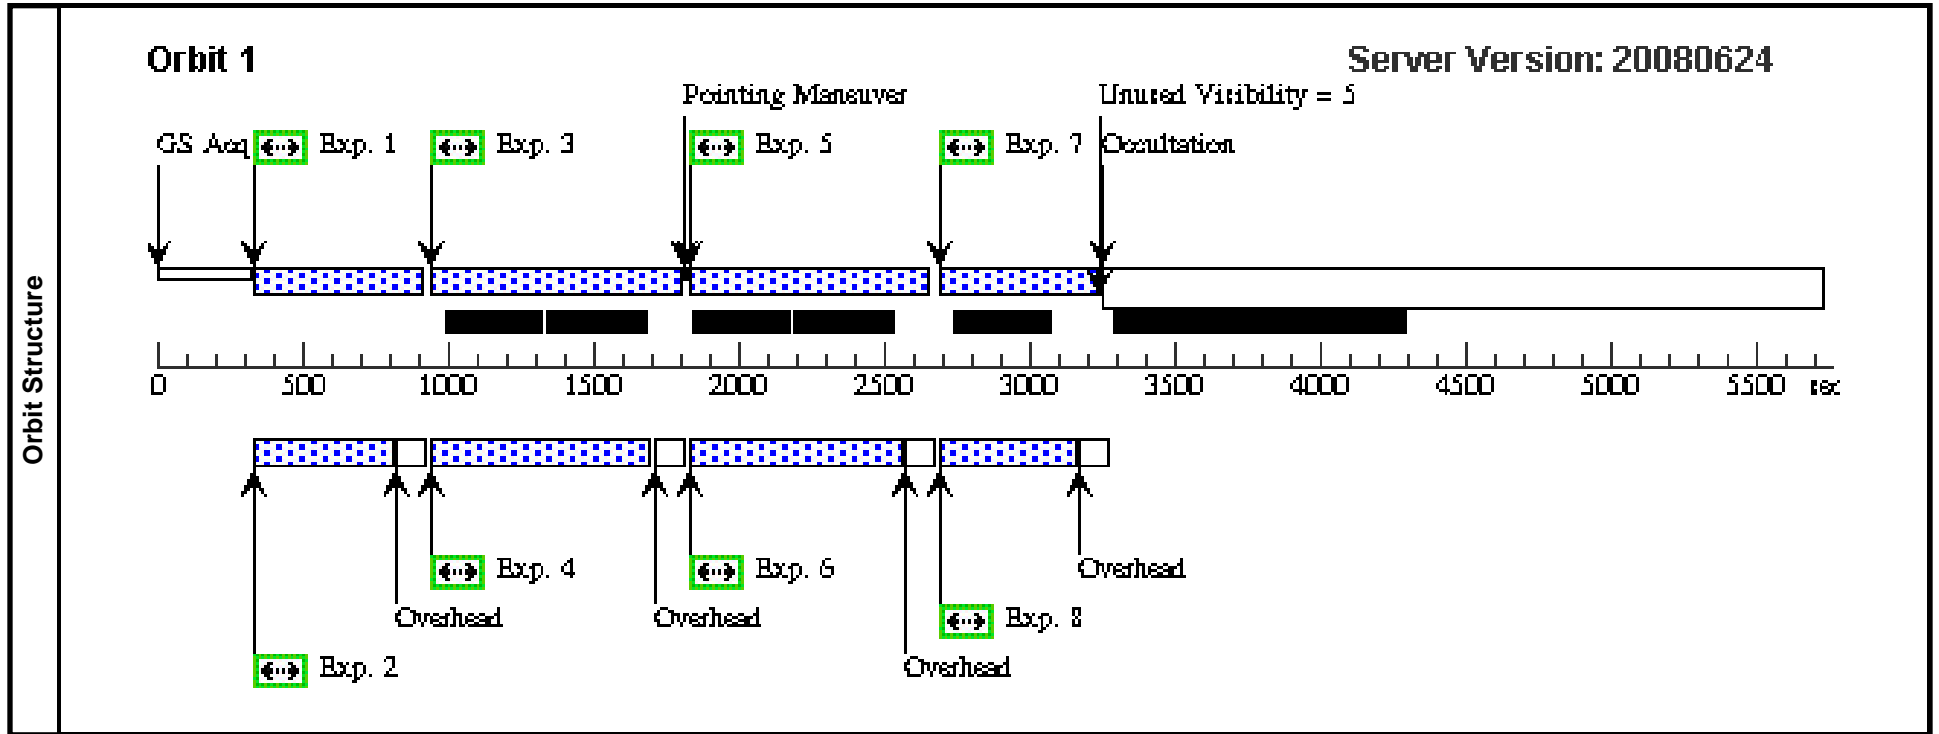 Orbit Structure
Orbit 1
Server Version: 20080624
Pointing Maneuver
Unused Visibility = 5
GS Acq
Exp. 1
Exp. 3
Exp. 5
Exp. 7
Occultation
0 500 1000 1500 2000 2500 3000 3500 4000 4500 5000 5500 sec
Exp. 4
Exp. 6
Overhead
Overhead
Overhead
Exp. 8
Exp. 2
Overhead